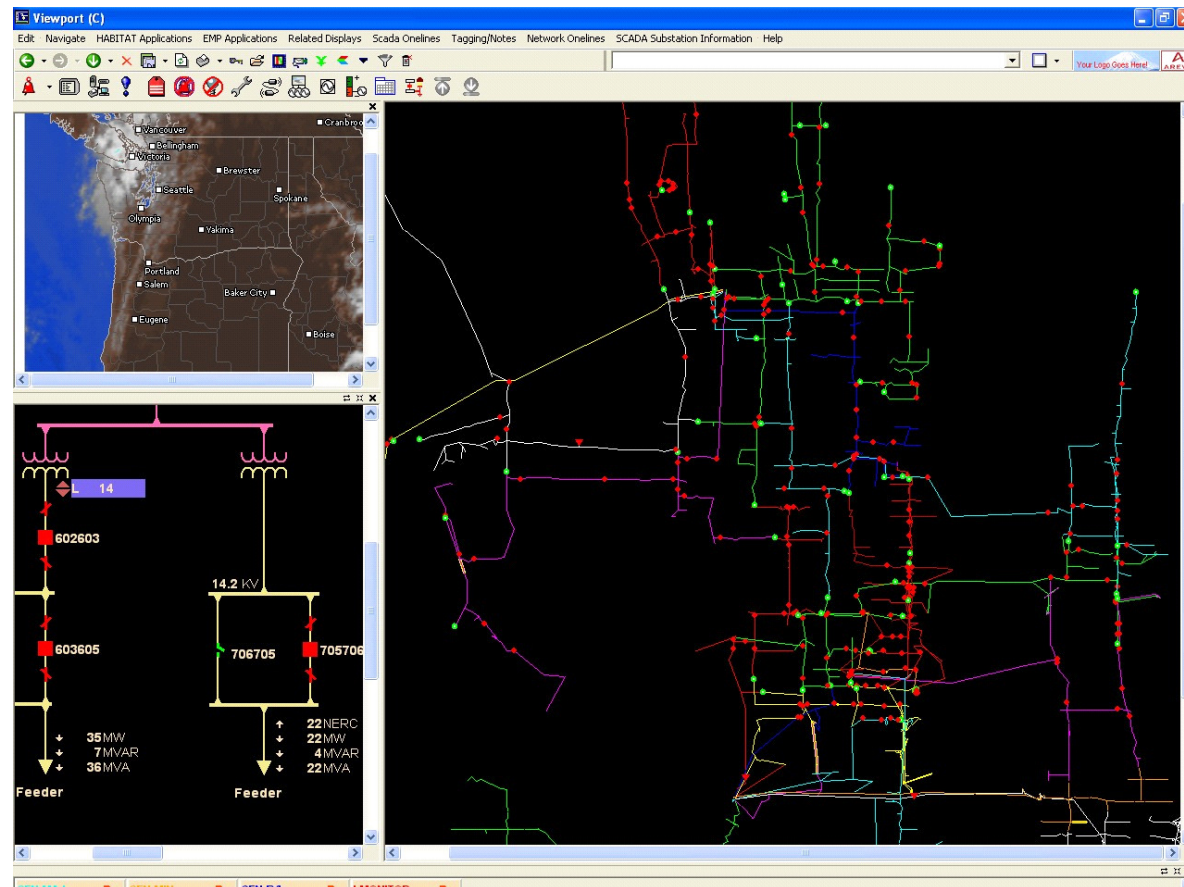 Viewport (C)
Edit Navigate HABITAT Applications EMP Applications Related Displays Scada Onelines Tagging/Notes Network Onelines SCADA Substation Information Help
Your Logo Goes Here!
Vancouver
Cranbroo
Bellingham
Victoria
Brewster
Seattle
Spokane
Olympia
Yakima
Portland
Salem
Baker City
Eugene
Boise
L 14
602603
14.2 KV
603605
706705
705706
35 MW
7 MVAR
36 MVA
Feeder
22 NERC
22 MW
4 MVAR
22 MVA
Feeder